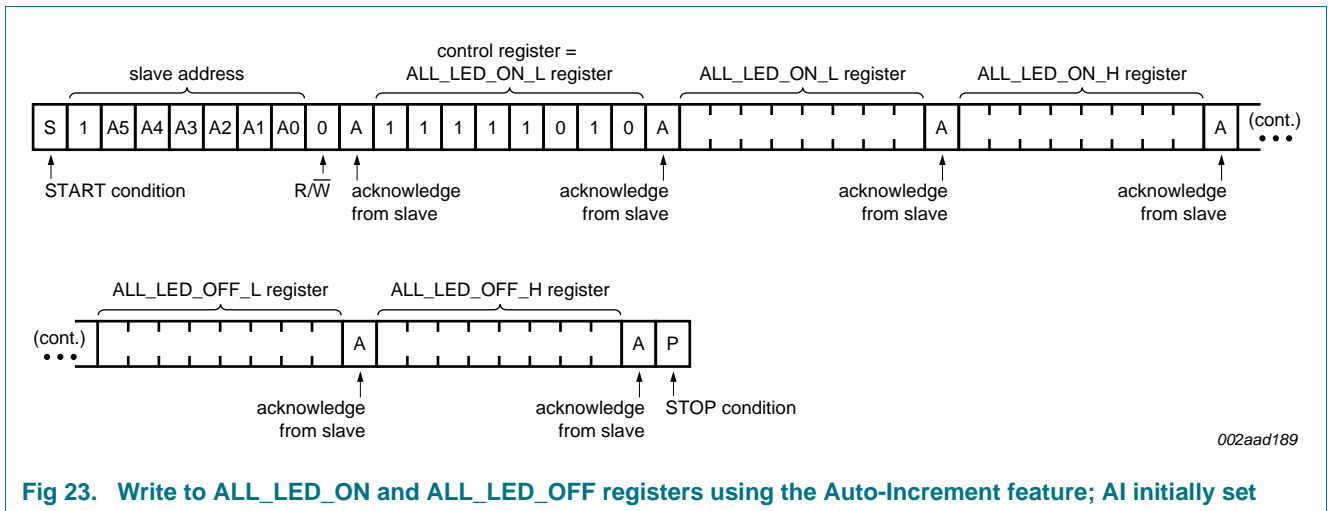 control register =
slave address ALL_LED_ON_L register ALL_LED_ON_L register ALL_LED_ON_H register
S 1 A5 A4 A3 A2 A1 A0 0 A 1 1 1 1 1 0 1 0 A A A (cont.)
START condition R/W̅ acknowledge acknowledge acknowledge acknowledge
from slave from slave from slave from slave
ALL_LED_OFF_L register ALL_LED_OFF_H register
(cont.) A A P
acknowledge acknowledge STOP condition
from slave from slave
002aad189
Fig 23. Write to ALL_LED_ON and ALL_LED_OFF registers using the Auto-Increment feature; AI initially set